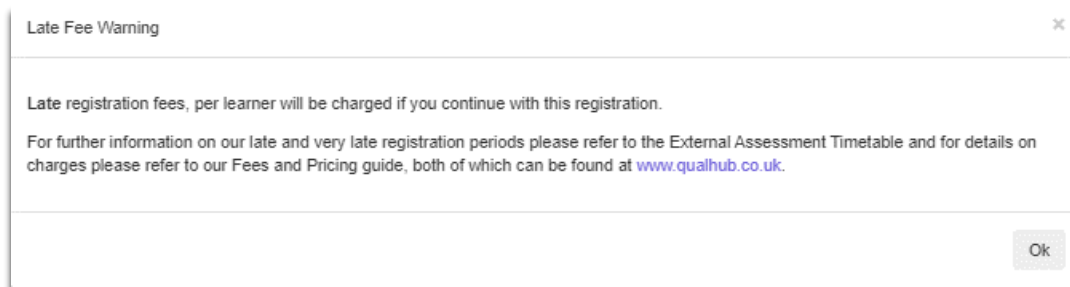 Late Fee Warning
×
Late registration fees, per learner will be charged if you continue with this registration.
For further information on our late and very late registration periods please refer to the External Assessment Timetable and for details on
charges please refer to our Fees and Pricing guide, both of which can be found at www.qualhub.co.uk.
Ok